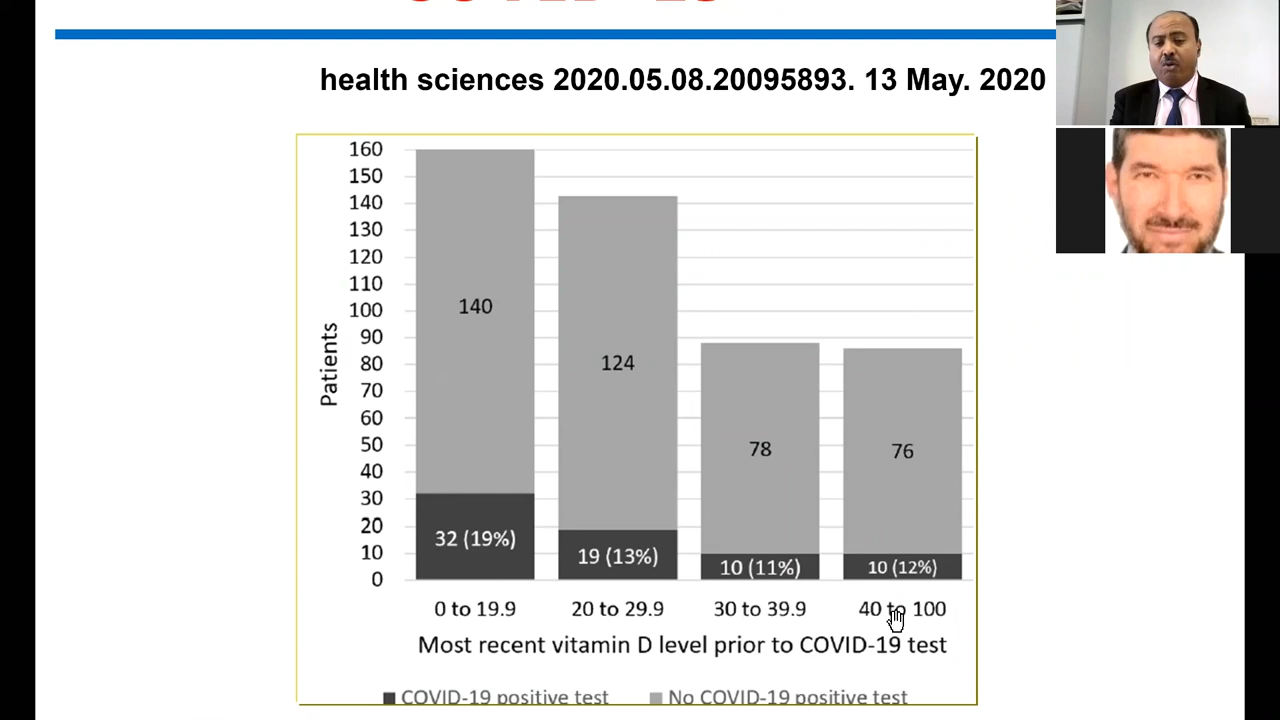 COVID-19
health sciences 2020.05.08.20095893. 13 May. 2020
160
150
140
130
120
110
100
90
80
70
60
50
40
30
20
10
0
Patients
140
124
78
76
32 (19%)
19 (13%)
10 (11%)
10 (12%)
0 to 19.9
20 to 29.9
30 to 39.9
40 to 100
Most recent vitamin D level prior to COVID-19 test
COVID-19 positive test
No COVID-19 positive test